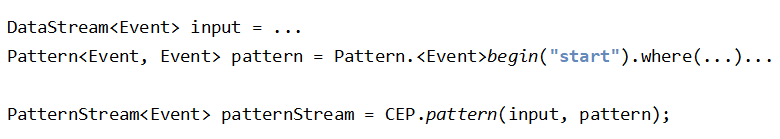 DataStream<Event> input = ...
Pattern<Event, Event> pattern = Pattern.<Event>begin("start").where(...)...
PatternStream<Event> patternStream = CEP.pattern(input, pattern);